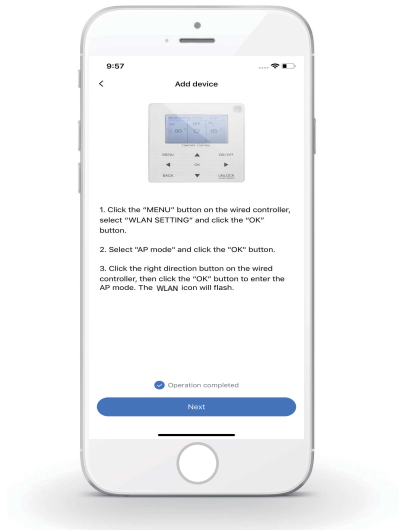 9:57
Add device
MENU
ON/OFF
OK
BACK
UNLOCK
1. Click the “MENU” button on the wired controller,
select “WLAN SETTING” and click the “OK”
button.
2. Select “AP mode” and click the “OK” button.
3. Click the right direction button on the wired
controller, then click the “OK” button to enter the
AP mode. The WLAN icon will flash.
Operation completed
Next